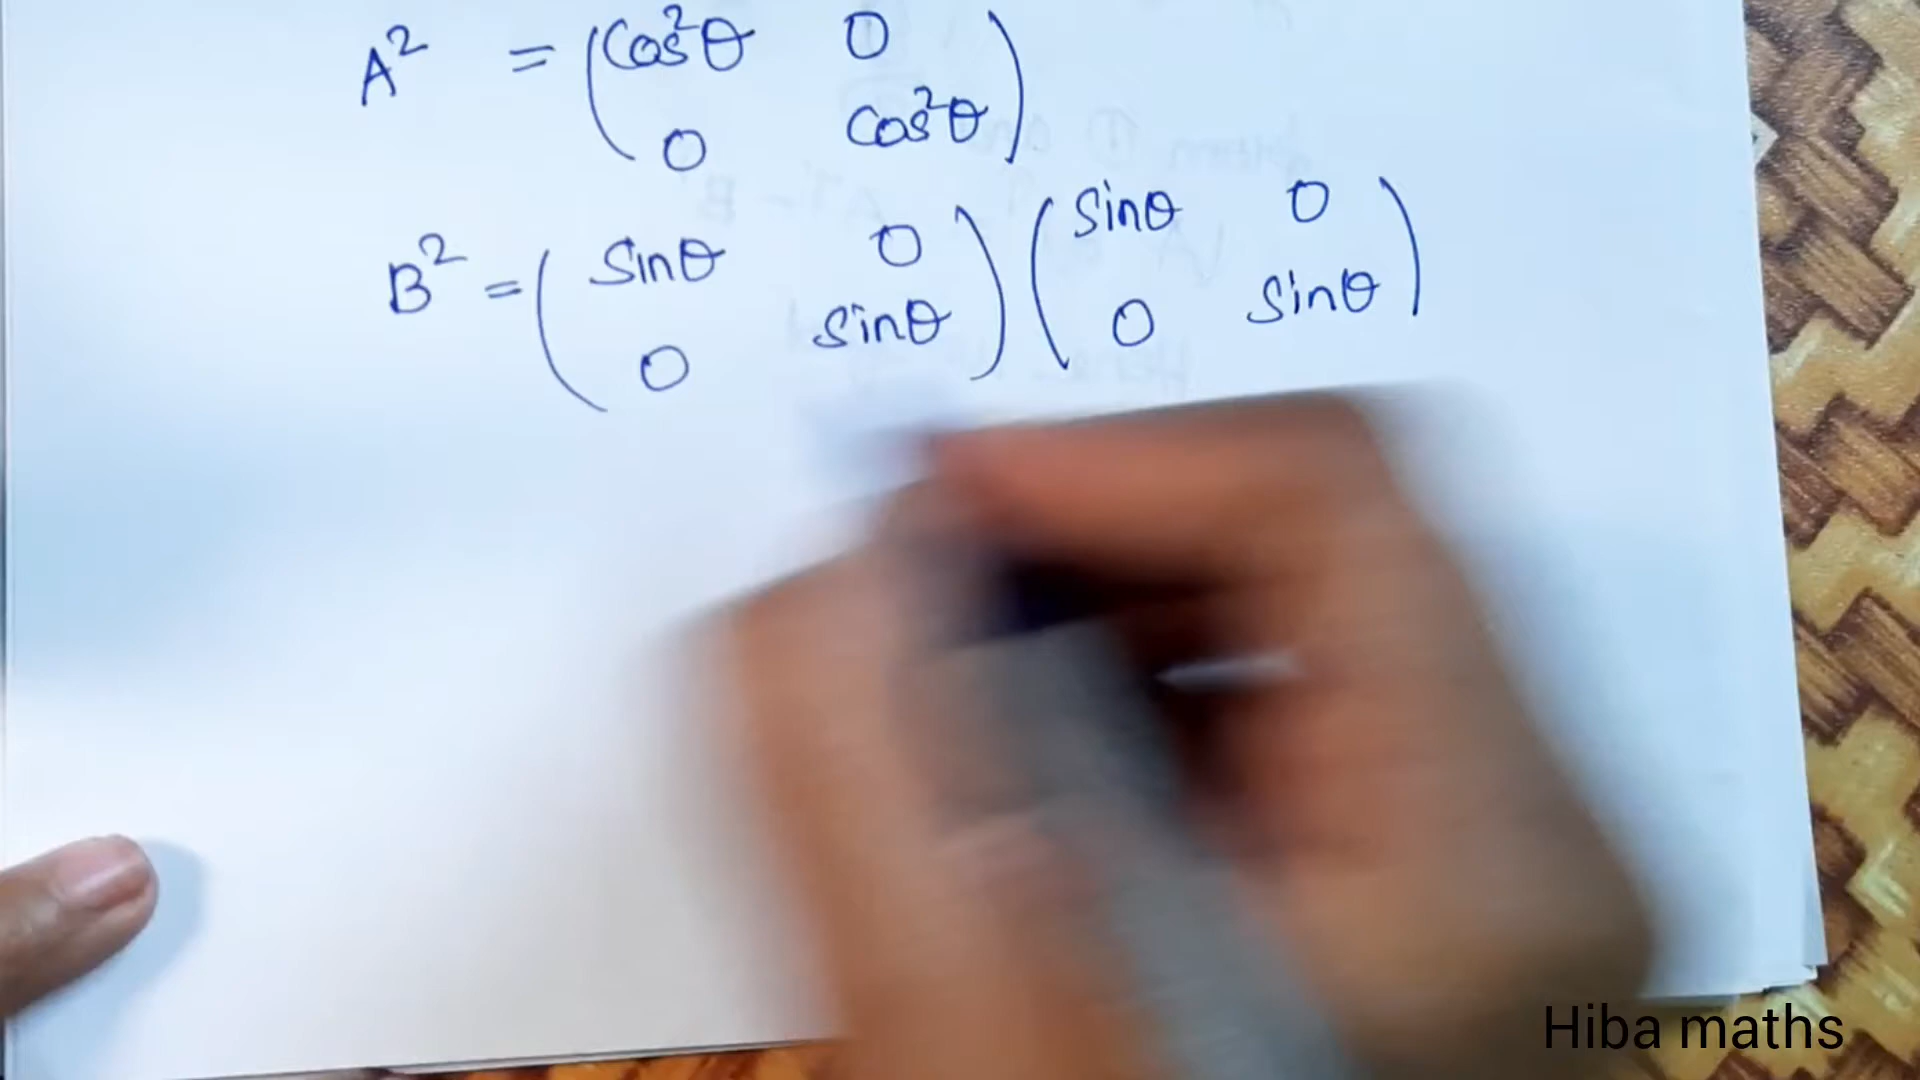 A² = (cos²θ 0
0 cos²θ)
B² = (sinθ 0
0 sinθ) (sinθ 0
0 sinθ)
Hiba maths